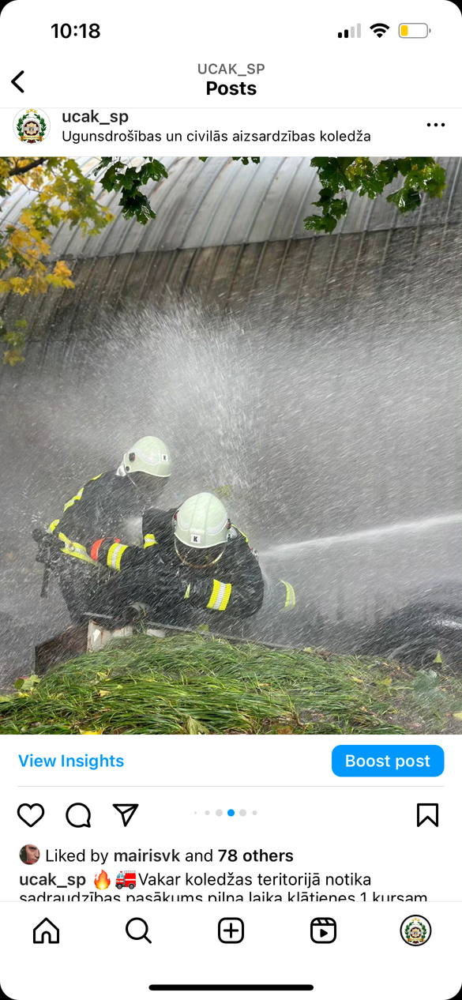 10:18
UCAK_SP
Posts
ucak_sp
Ugunsdrošības un civilās aizsardzības koledža
K
K
View Insights
Boost post
Liked by mairisvk and 78 others
ucak_sp 🔥🚒Vakar koledžas teritorijā notika
sadraudzības pasākums pilna laika klātienes 1.kursam